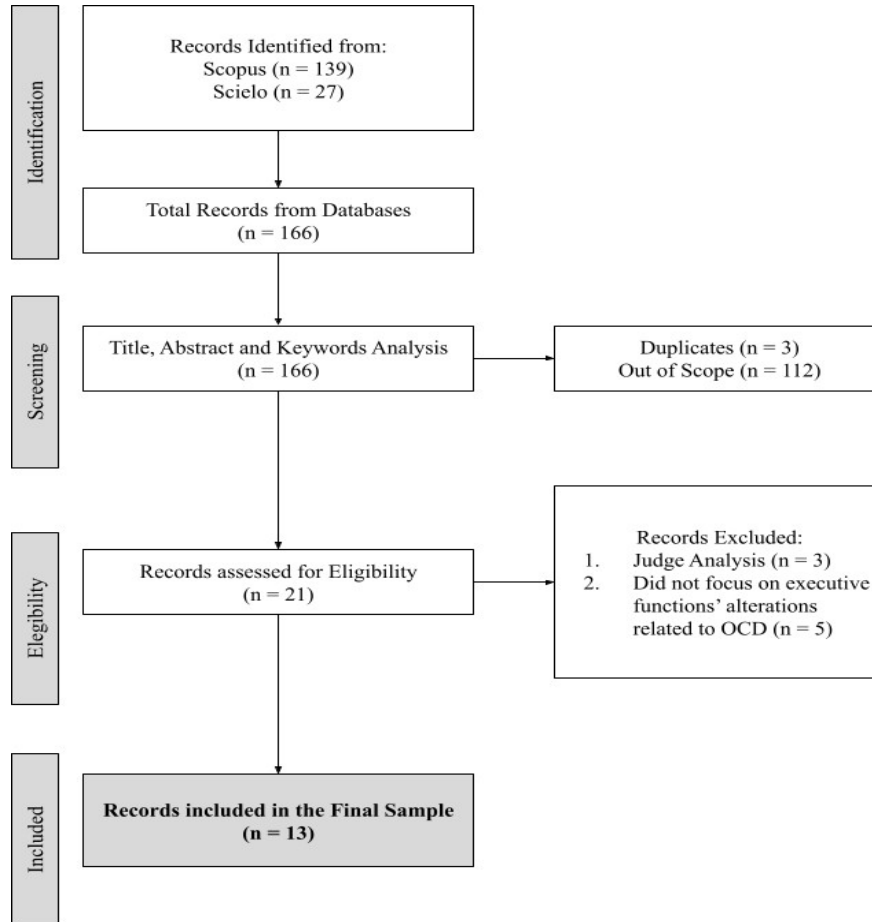 Identification
Records Identified from:
Scopus (n = 139)
Scielo (n = 27)
Total Records from Databases
(n = 166)
Screening
Title, Abstract and Keywords Analysis
(n = 166)
Duplicates (n = 3)
Out of Scope (n = 112)
Elegibility
Records assessed for Eligibility
(n = 21)
Records Excluded:
1. Judge Analysis (n = 3)
2. Did not focus on executive
functions’ alterations
related to OCD (n = 5)
Included
Records included in the Final Sample
(n = 13)